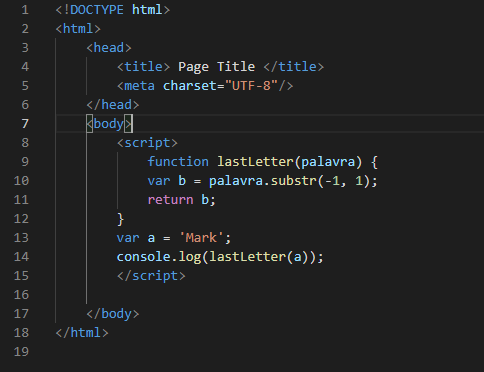 1 <!DOCTYPE html>
2 <html>
3     <head>
4         <title> Page Title </title>
5         <meta charset="UTF-8"/>
6     </head>
7     <body>
8         <script>
9             function lastLetter(palavra) {
10             var b = palavra.substr(-1, 1);
11             return b;
12         }
13         var a = 'Mark';
14         console.log(lastLetter(a));
15         </script>
16
17     </body>
18 </html>
19